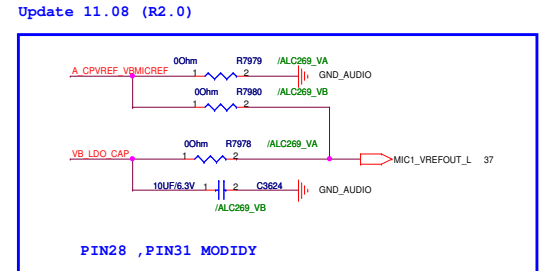 Update 11.08 (R2.0)
0Ohm R7979 /ALC269_VA
A_CPVREF_VBMICREF 1 2 GND_AUDIO
0Ohm R7980 /ALC269_VB
1 2
0Ohm R7978 /ALC269_VA
VB_LDO_CAP 1 2 MIC1_VREFOUT_L 37
10UF/6.3V 1 2 C3624 GND_AUDIO
/ALC269_VB
PIN28 ,PIN31 MODIDY